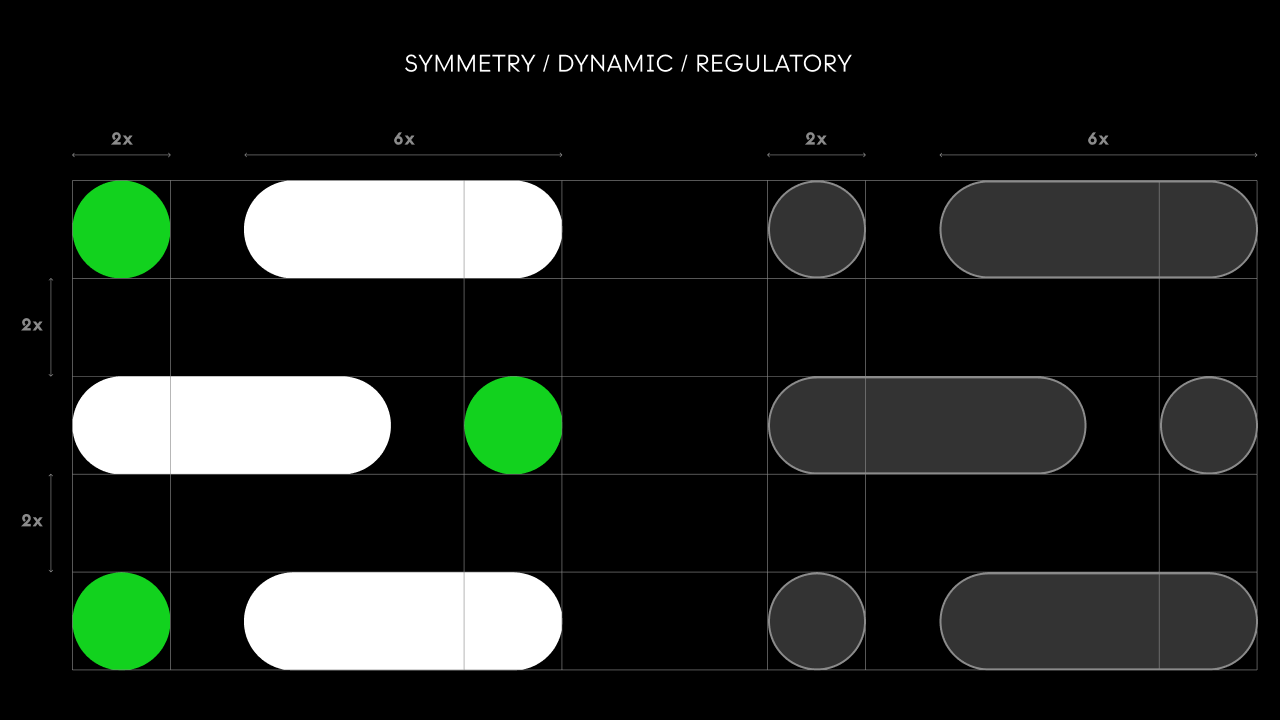 SYMMETRY / DYNAMIC / REGULATORY
2x 6x 2x 6x
2x
2x